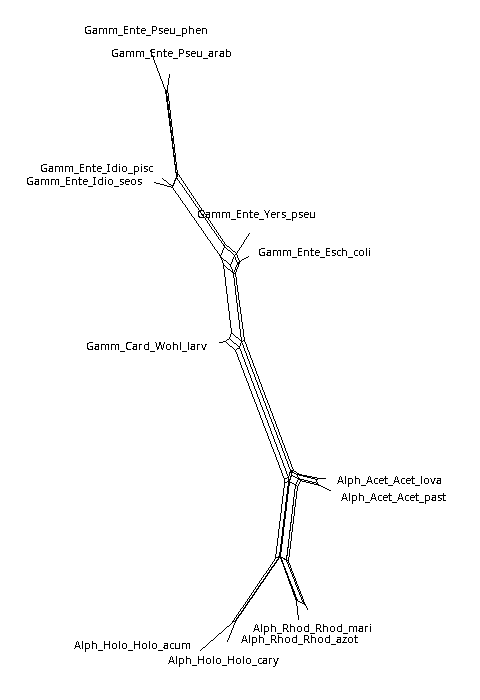 Gamm_Ente_Pseu_phen
Gamm_Ente_Pseu_arab
Gamm_Ente_Idio_pisc
Gamm_Ente_Idio_seos
Gamm_Ente_Yers_pseu
Gamm_Ente_Esch_coli
Gamm_Card_Wohl_larv
Alph_Acet_Acet_lova
Alph_Acet_Acet_past
Alph_Rhod_Rhod_mari
Alph_Rhod_Rhod_azot
Alph_Holo_Holo_acum
Alph_Holo_Holo_cary